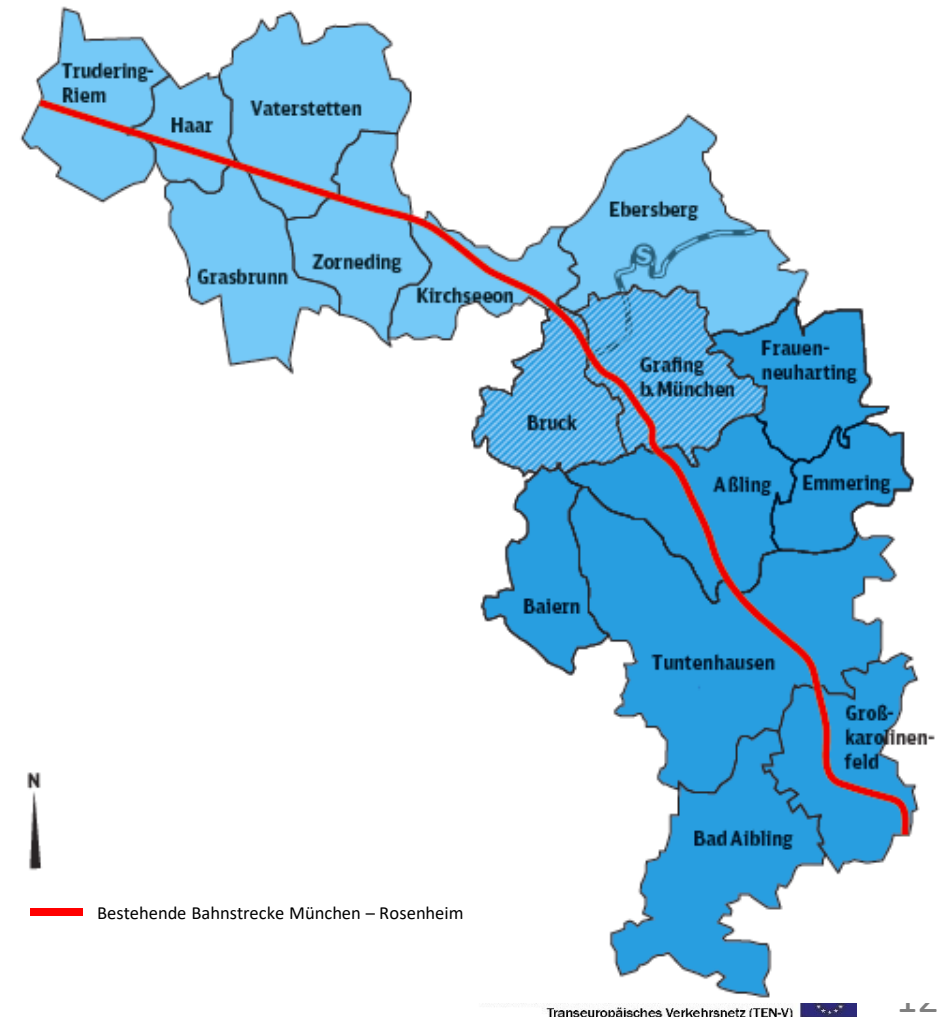 Trudering-
Riem
Haar
Vaterstetten
Ebersberg
S
Grasbrunn
Zorneding
Kirchseeon
Frauen-
neuharting
Grafing
b. München
Bruck
Aßling
Emmering
Baiern
Tuntenhausen
Groß-
karolinen-
feld
N
Bad Aibling
Bestehende Bahnstrecke München – Rosenheim
Transeuropäisches Verkehrsnetz (TEN-V)
12